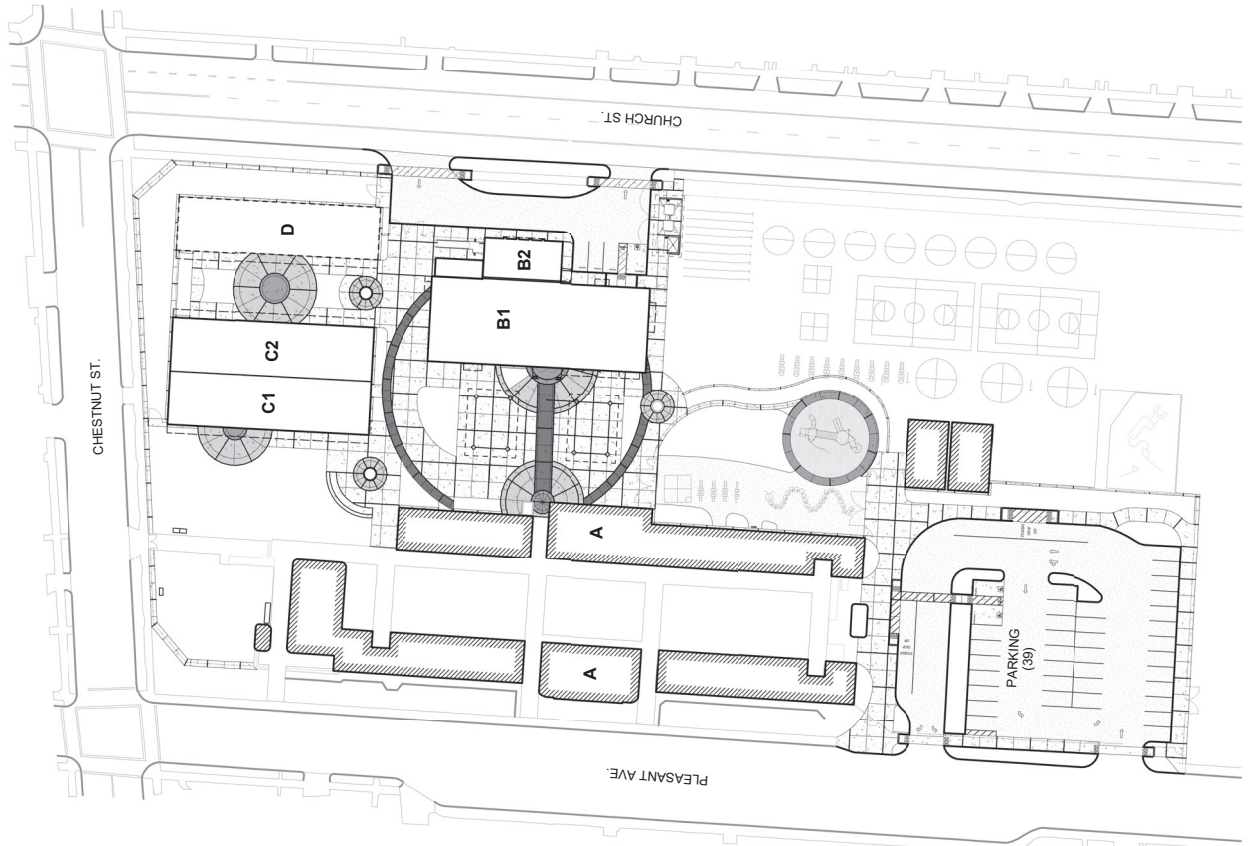 CHURCH ST.
D
B2
B1
C2
C1
CHESTNUT ST.
A
A
PARKING
(39)
PLEASANT AVE.